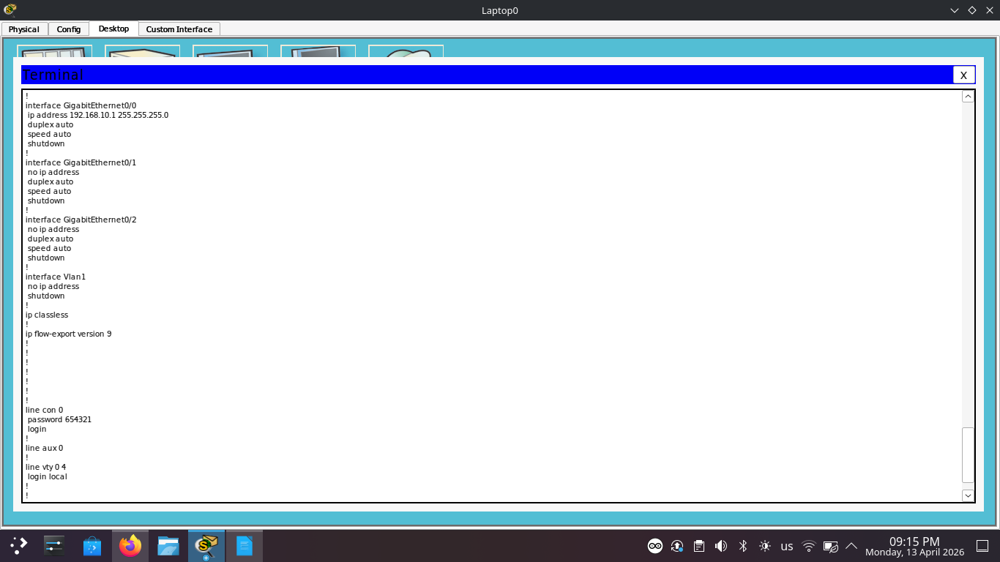 Laptop0
Physical
Config
Desktop
Custom Interface
Terminal
X
!
interface GigabitEthernet0/0
ip address 192.168.10.1 255.255.255.0
duplex auto
speed auto
shutdown
!
interface GigabitEthernet0/1
no ip address
duplex auto
speed auto
shutdown
!
interface GigabitEthernet0/2
no ip address
duplex auto
speed auto
shutdown
!
interface Vlan1
no ip address
shutdown
!
ip classless
!
ip flow-export version 9
!
!
!
!
!
!
!
line con 0
password 654321
login
!
line aux 0
!
line vty 0 4
login local
!
!
us
09:15 PM
Monday, 13 April 2026